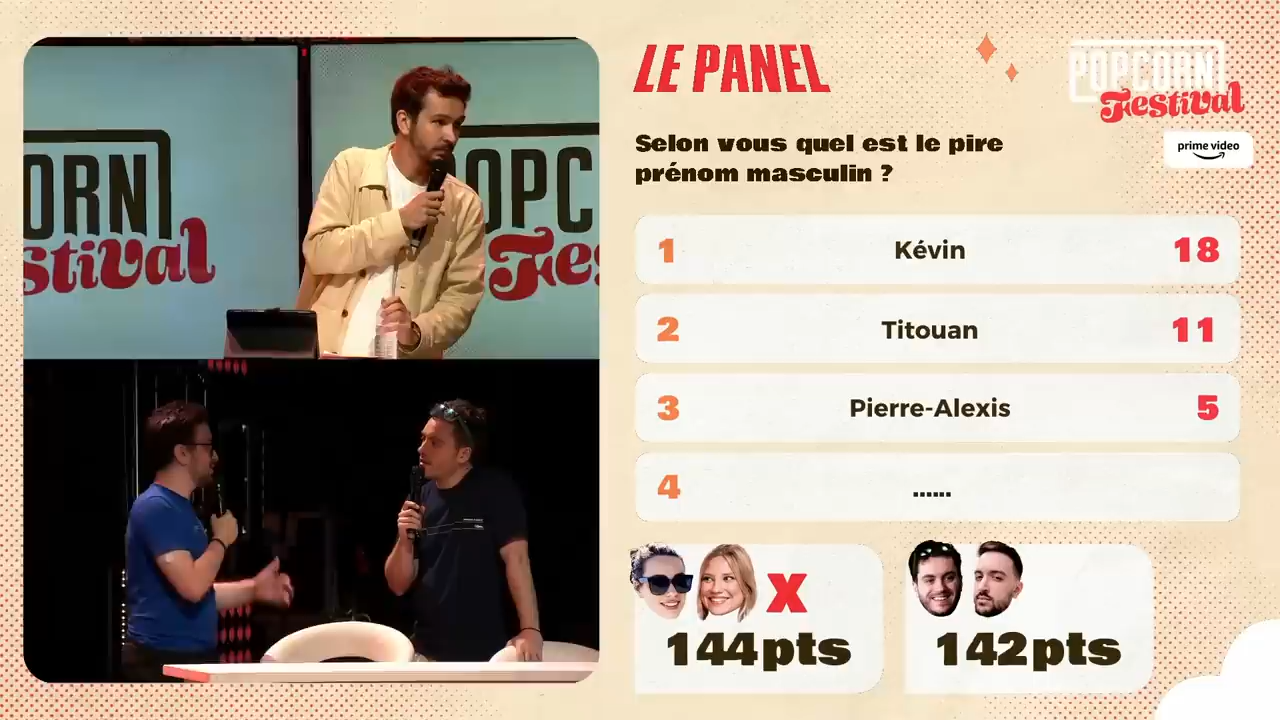 LE PANEL
POPCORN
Festival
prime video
Selon vous quel est le pire
prénom masculin ?
1 Kévin 18
2 Titouan 11
3 Pierre-Alexis 5
4 ......
X
144pts
142pts
ORN
stival
OPC
Fes